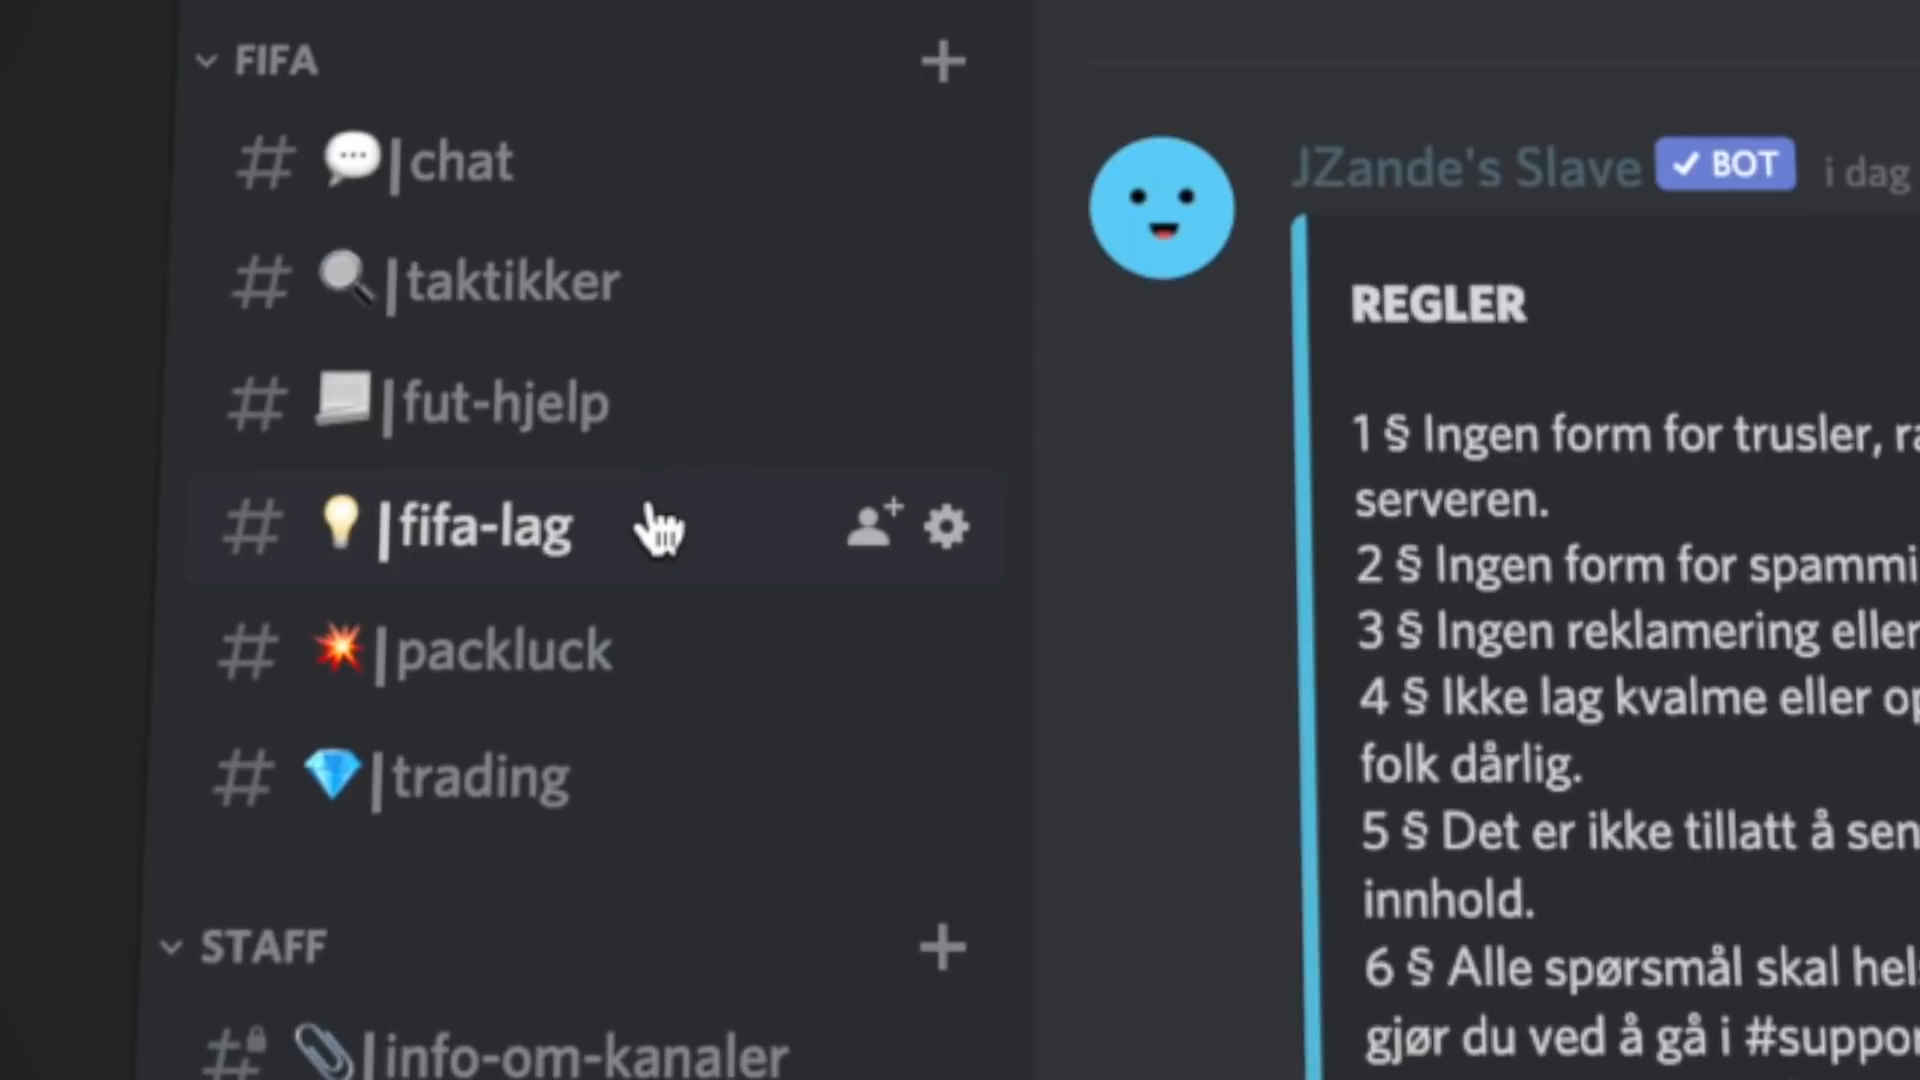 FIFA
💬|chat
🔍|taktikker
|fut-hjelp
💡|fifa-lag
💥|packluck
💎|trading
STAFF
📎|info-om-kanaler
JZande's Slave ✓ BOT i dag
REGLER
1 § Ingen form for trusler,
serveren.
2 § Ingen form for
3 § Ingen reklamering eller
4 § Ikke lag kvalme eller
folk dårlig.
5 § Det er ikke tillatt å
innhold.
6 § Alle spørsmål skal
gjør du ved å gå i